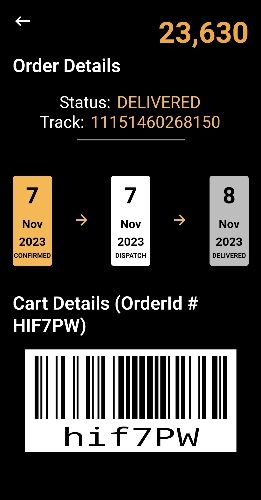 23,630
Order Details
Status: DELIVERED
Track: 11151460268150
7 Nov 2023 CONFIRMED
7 Nov 2023 DISPATCH
8 Nov 2023 DELIVERED
Cart Details (OrderId #
HIF7PW)
hif7PW